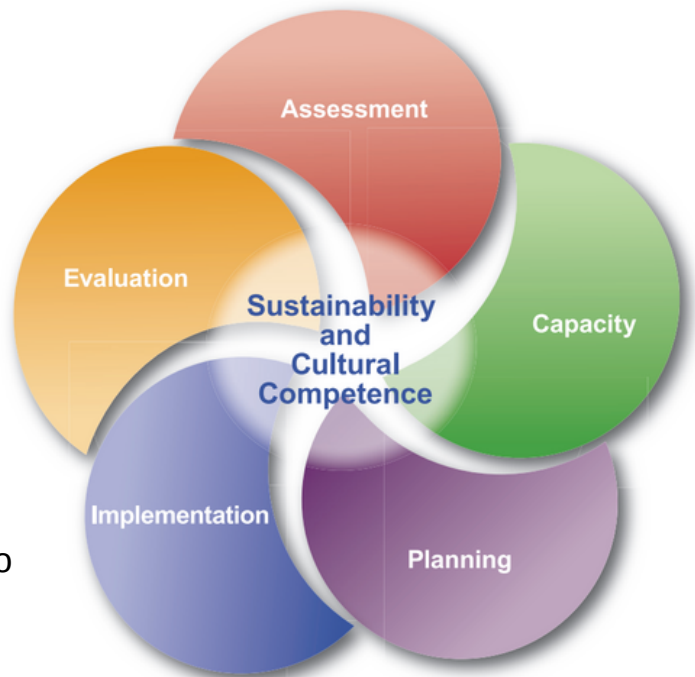 Assessment
Capacity
Planning
Implementation
Evaluation
Sustainability
and
Cultural
Competence
o